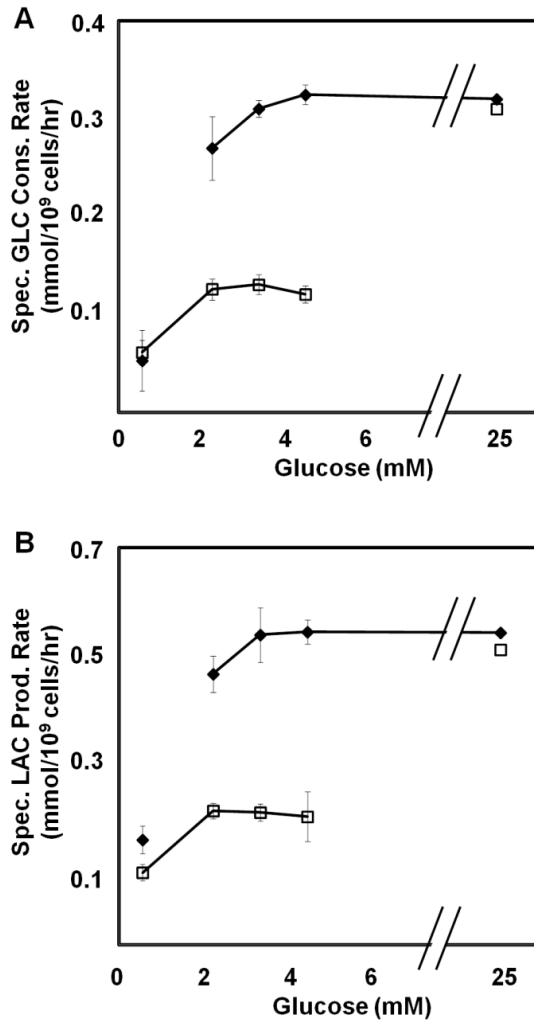 A
Spec. GLC Cons. Rate
(mmol/10⁹ cells/hr)
0.4
0.3
0.2
0.1
0 2 4 6 25
Glucose (mM)
B
Spec. LAC Prod. Rate
(mmol/10⁹ cells/hr)
0.7
0.5
0.3
0.1
0 2 4 6 25
Glucose (mM)